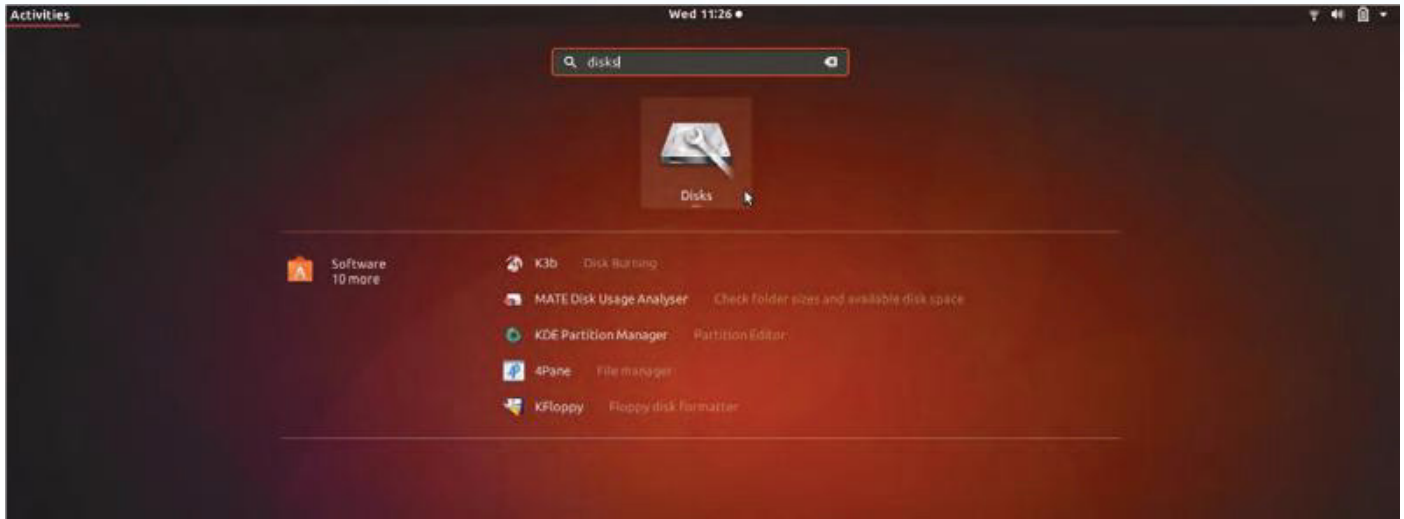 Activities
Wed 11:26
disks
Disks
Software
10 more
K3b Disk Burning
MATE Disk Usage Analyser Check folder sizes and available disk space
KDE Partition Manager Partition Editor
4Pane File manager
KFloppy Floppy disk formatter